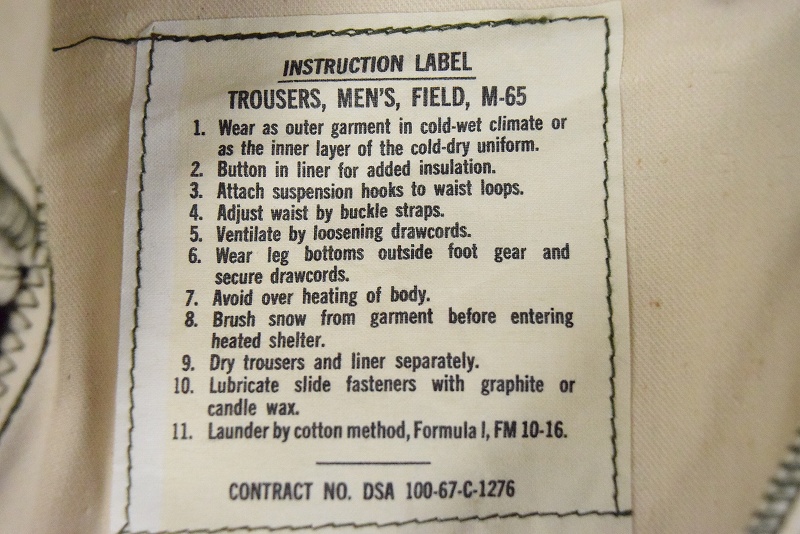 INSTRUCTION LABEL
TROUSERS, MEN'S, FIELD, M-65
1. Wear as outer garment in cold-wet climate or
as the inner layer of the cold-dry uniform.
2. Button in liner for added insulation.
3. Attach suspension hooks to waist loops.
4. Adjust waist by buckle straps.
5. Ventilate by loosening drawcords.
6. Wear leg bottoms outside foot gear and
secure drawcords.
7. Avoid over heating of body.
8. Brush snow from garment before entering
heated shelter.
9. Dry trousers and liner separately.
10. Lubricate slide fasteners with graphite or
candle wax.
11. Launder by cotton method, Formula I, FM 10-16.
CONTRACT NO. DSA 100-67-C-1276